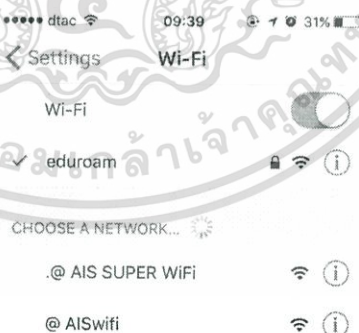 dtac 09:39 31%
Settings Wi-Fi
Wi-Fi
eduroam
CHOOSE A NETWORK...
.@ AIS SUPER WiFi
@ AISwifi